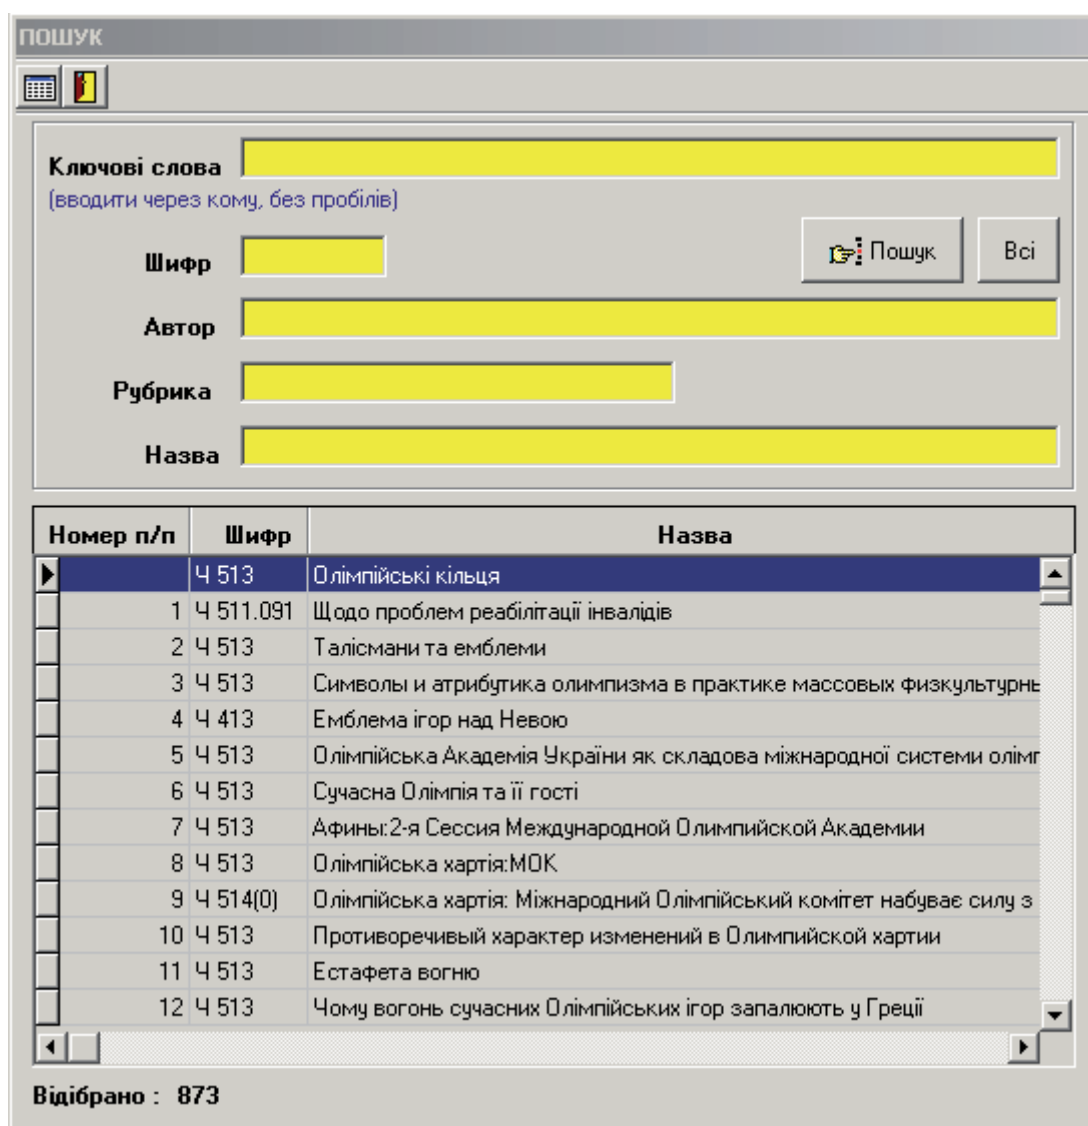 ПОШУК
Ключові слова
(вводити через кому, без пробілів)
Шифр
Пошук Всі
Автор
Рубрика
Назва
Номер п/п Шифр Назва
Ч 513 Олімпійські кільця
1 Ч 511.091 Щодо проблем реабілітації інвалідів
2 Ч 513 Талісмани та емблеми
3 Ч 513 Символы и атрибутика олимпизма в практике массовых физкультурнь
4 Ч 413 Емблема ігор над Невою
5 Ч 513 Олімпійська Академія України як складова міжнародної системи олімг
6 Ч 513 Сучасна Олімпія та її гості
7 Ч 513 Афины:2-я Сессия Международной Олимпийской Академии
8 Ч 513 Олімпійська хартія:МОК
9 Ч 514(0) Олімпійська хартія: Міжнародний Олімпійський комітет набуває силу з
10 Ч 513 Противоречивый характер изменений в Олимпийской хартии
11 Ч 513 Естафета вогню
12 Ч 513 Чому вогонь сучасних Олімпійських ігор запалюють у Греції
Відібрано : 873